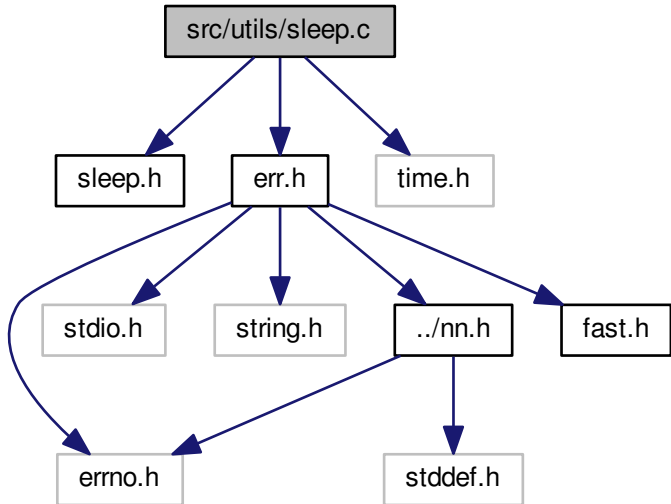 src/utils/sleep.c
sleep.h
err.h
time.h
stdio.h
string.h
../nn.h
fast.h
errno.h
stddef.h